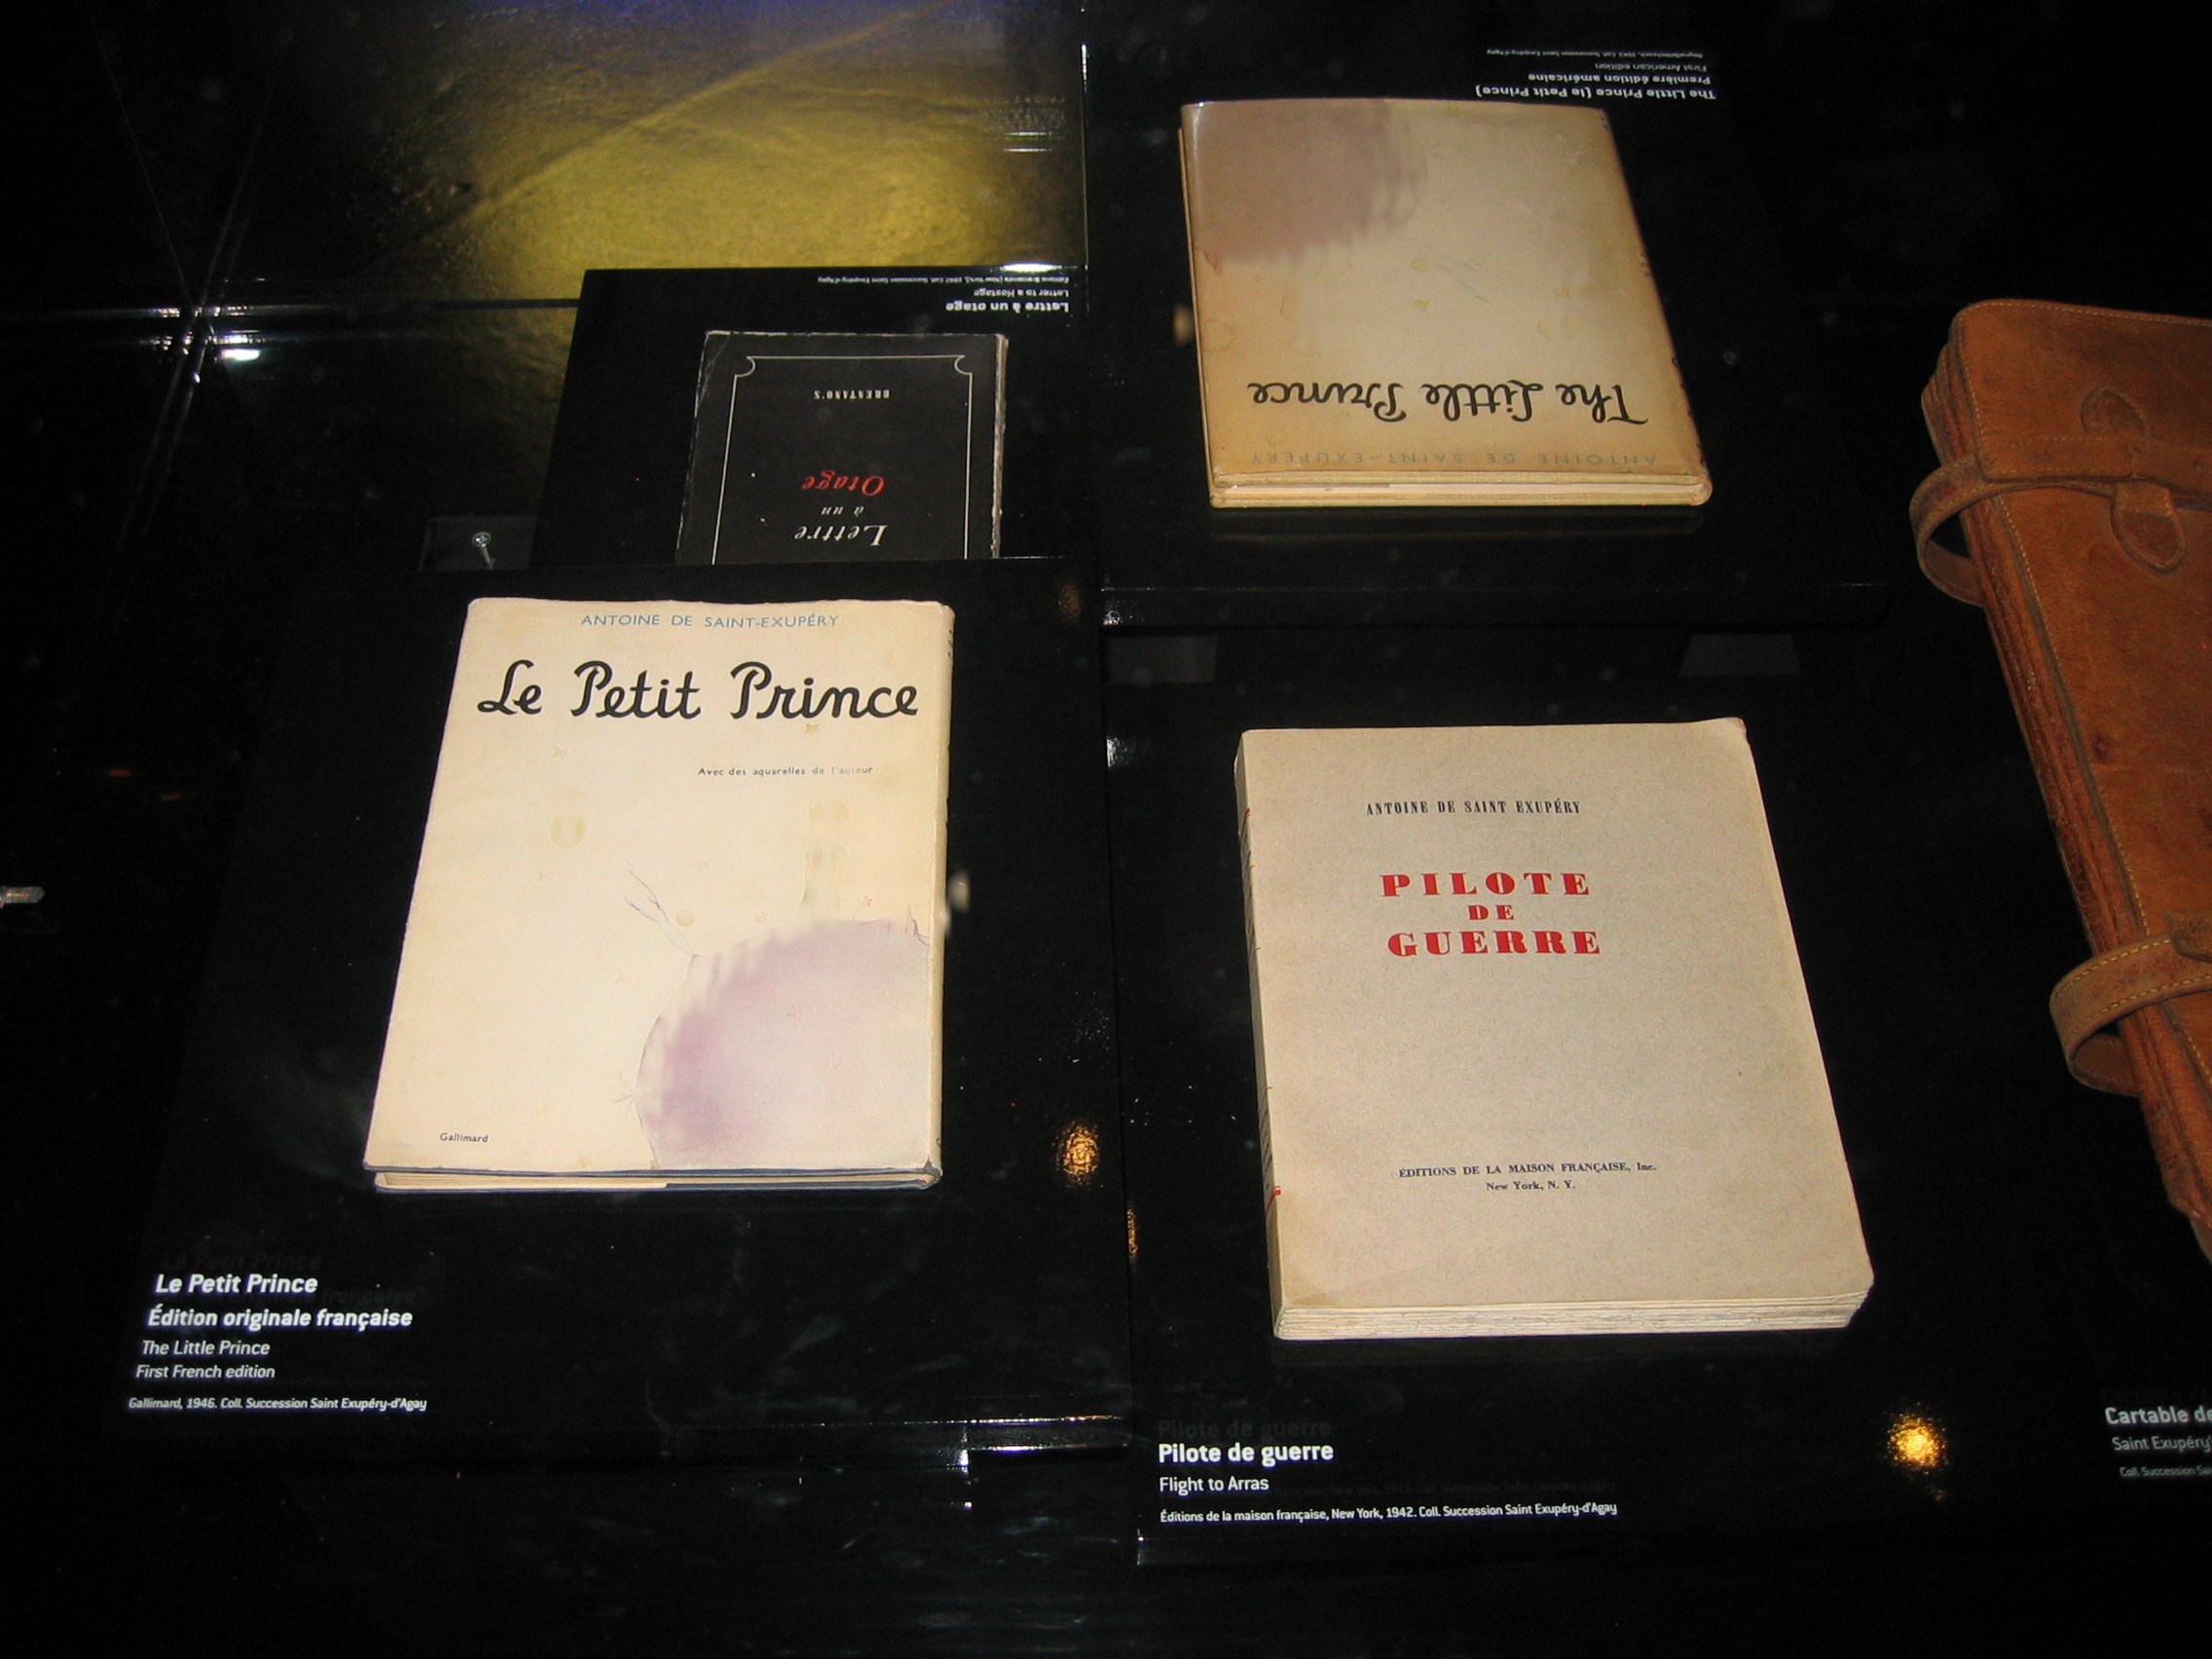 The Little Prince (le Petit Prince)
Première édition américaine
First American edition
ANTOINE DE SAINT-EXUPÉRY
The Little Prince
Lettre à un otage
Letter to a Hostage
Lettre
à un
Otage
BRENTANO'S
ANTOINE DE SAINT-EXUPÉRY
Le Petit Prince
Avec des aquarelles de l'auteur
Gallimard
Le Petit Prince
Édition originale française
The Little Prince
First French edition
Gallimard, 1946. Coll. Succession Saint Exupéry-d'Agay
ANTOINE DE SAINT EXUPÉRY
PILOTE
DE
GUERRE
ÉDITIONS DE LA MAISON FRANÇAISE, Inc.
New York, N. Y.
Pilote de guerre
Flight to Arras
Éditions de la maison française, New York, 1942. Coll. Succession Saint Exupéry-d'Agay
Cartable de
Saint Exupéry'
Coll. Succession